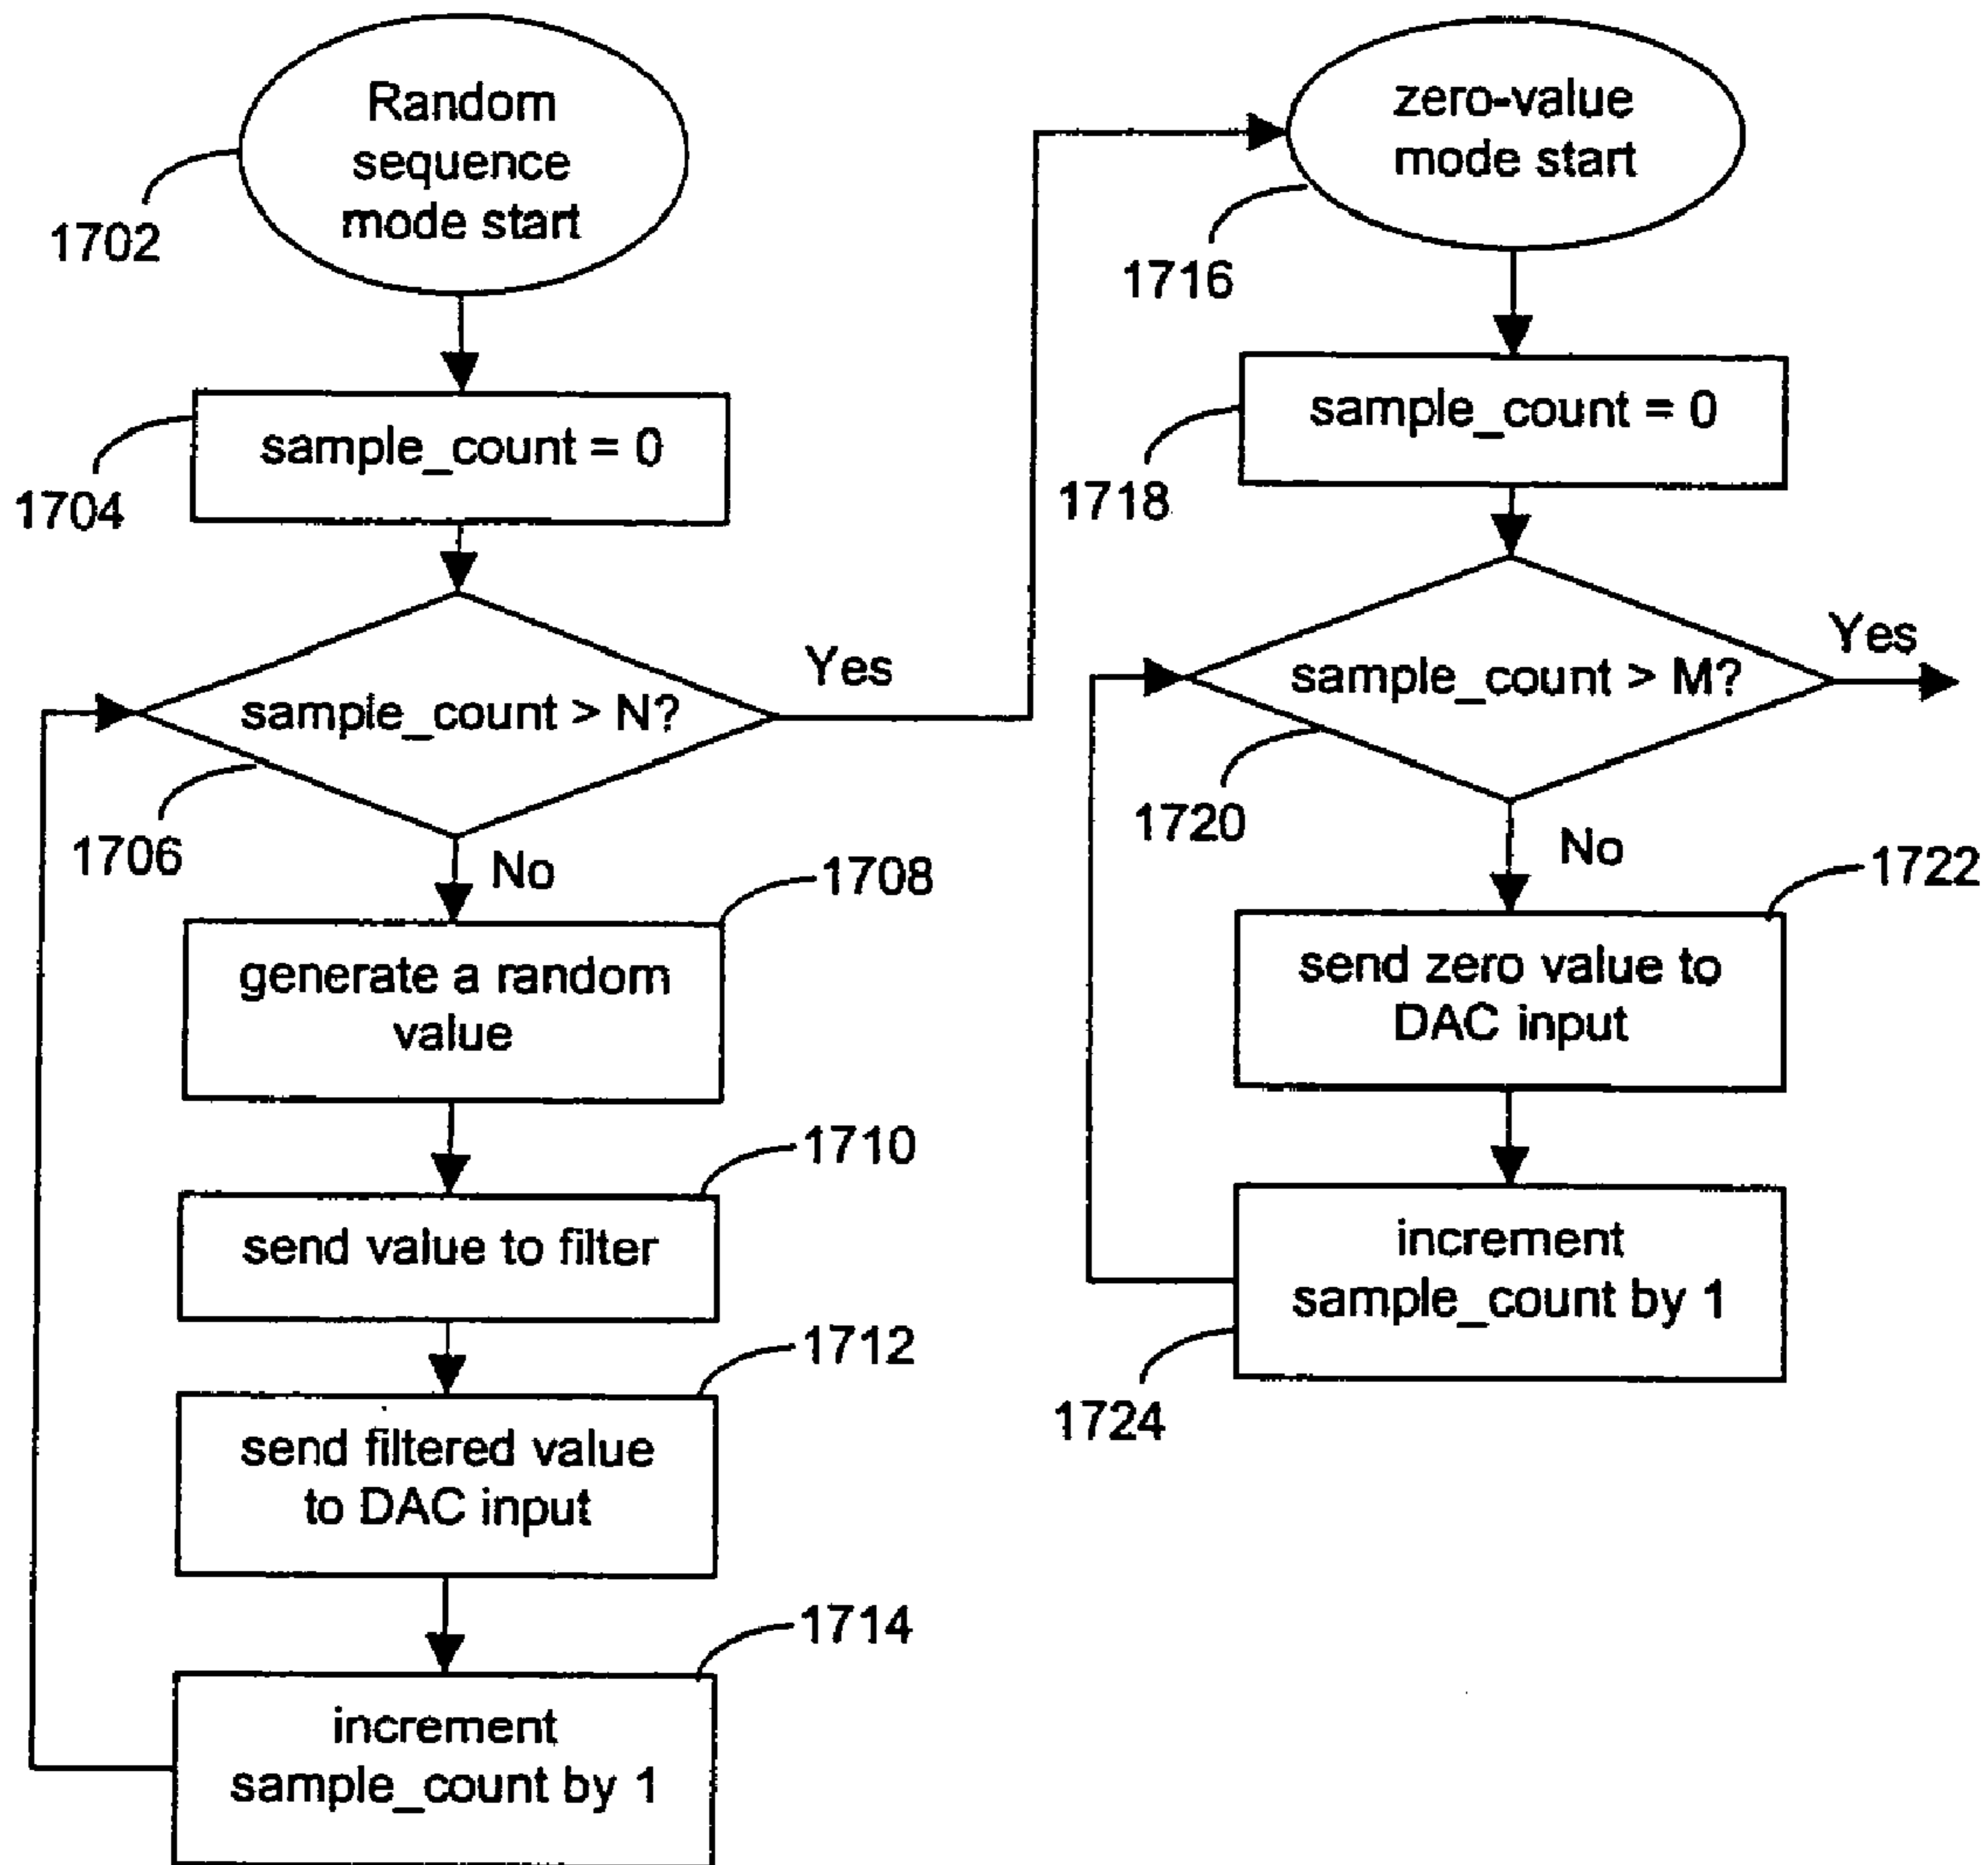 Random
sequence
mode start
1702
sample_count = 0
1704
sample_count > N?
Yes
1706
No
1708
generate a random
value
1710
send value to filter
1712
send filtered value
to DAC input
1714
increment
sample_count by 1
zero-value
mode start
1716
sample_count = 0
1718
sample_count > M?
Yes
1720
No
1722
send zero value to
DAC input
increment
sample_count by 1
1724